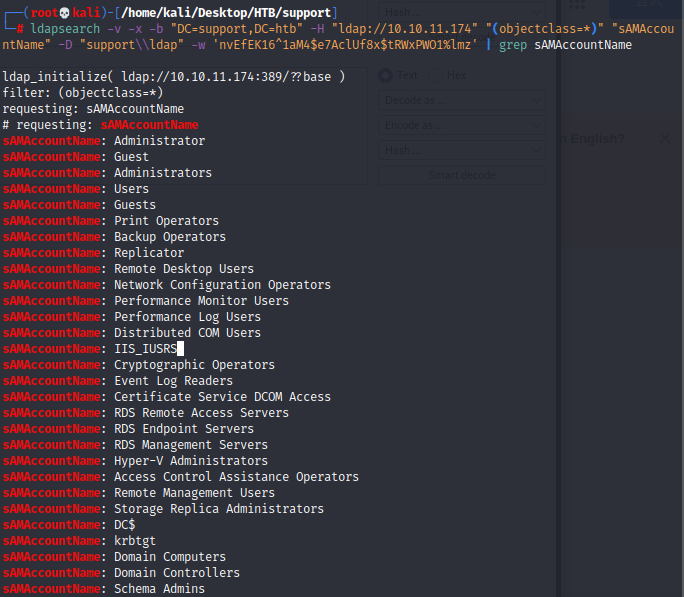 ┌──(root💀kali)-[/home/kali/Desktop/HTB/support]
└─# ldapsearch -v -x -b "DC=support,DC=htb" -H "ldap://10.10.11.174" "(objectclass=*)" "sAMAccou
ntName" -D "support\\ldap" -w 'nvEfEK16^1aM4$e7AclUf8x$tRWxPWO1%lmz' | grep sAMAccountName
ldap_initialize( ldap://10.10.11.174:389/??base )
filter: (objectclass=*)
requesting: sAMAccountName
# requesting: sAMAccountName
sAMAccountName: Administrator
sAMAccountName: Guest
sAMAccountName: Administrators
sAMAccountName: Users
sAMAccountName: Guests
sAMAccountName: Print Operators
sAMAccountName: Backup Operators
sAMAccountName: Replicator
sAMAccountName: Remote Desktop Users
sAMAccountName: Network Configuration Operators
sAMAccountName: Performance Monitor Users
sAMAccountName: Performance Log Users
sAMAccountName: Distributed COM Users
sAMAccountName: IIS_IUSRS
sAMAccountName: Cryptographic Operators
sAMAccountName: Event Log Readers
sAMAccountName: Certificate Service DCOM Access
sAMAccountName: RDS Remote Access Servers
sAMAccountName: RDS Endpoint Servers
sAMAccountName: RDS Management Servers
sAMAccountName: Hyper-V Administrators
sAMAccountName: Access Control Assistance Operators
sAMAccountName: Remote Management Users
sAMAccountName: Storage Replica Administrators
sAMAccountName: DC$
sAMAccountName: krbtgt
sAMAccountName: Domain Computers
sAMAccountName: Domain Controllers
sAMAccountName: Schema Admins
Hash ...
Text Hex
Decode as ...
Encode as ...
Hash ...
Smart decode
English?